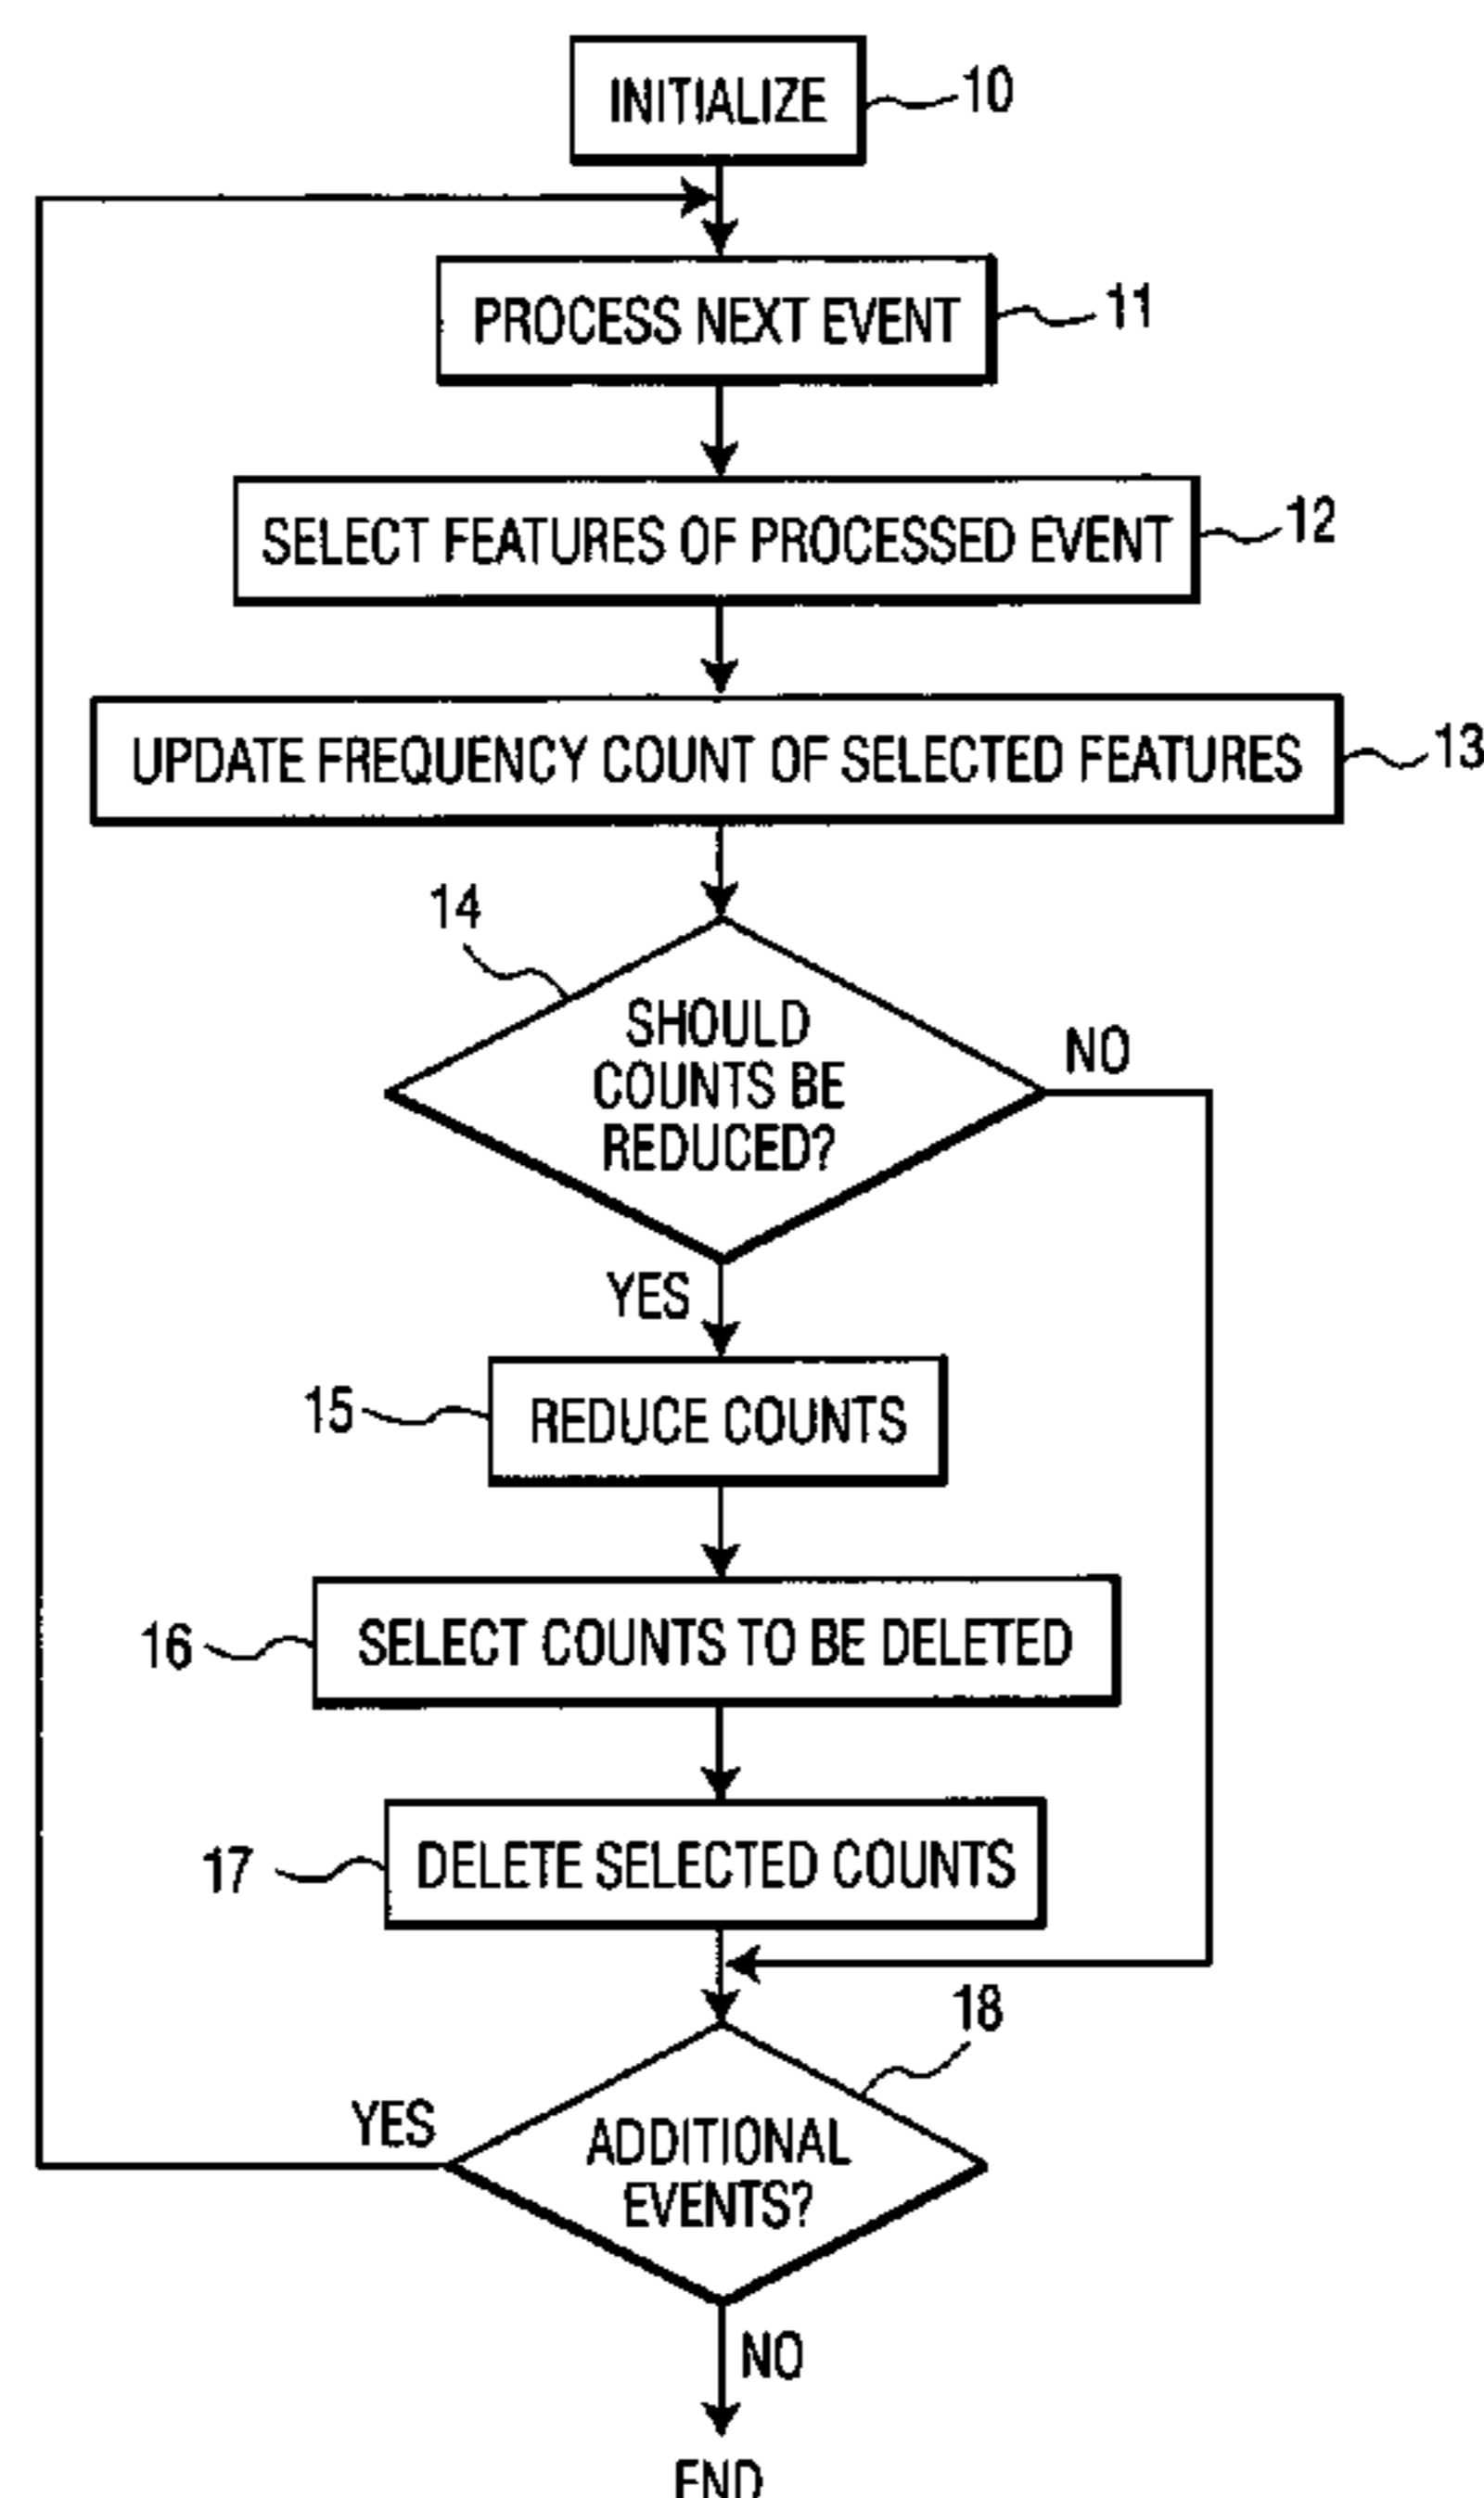 INITIALIZE
10
PROCESS NEXT EVENT
11
SELECT FEATURES OF PROCESSED EVENT
12
UPDATE FREQUENCY COUNT OF SELECTED FEATURES
13
14
SHOULD
COUNTS BE
REDUCED?
NO
YES
15
REDUCE COUNTS
16
SELECT COUNTS TO BE DELETED
17
DELETE SELECTED COUNTS
18
YES
ADDITIONAL
EVENTS?
NO
END